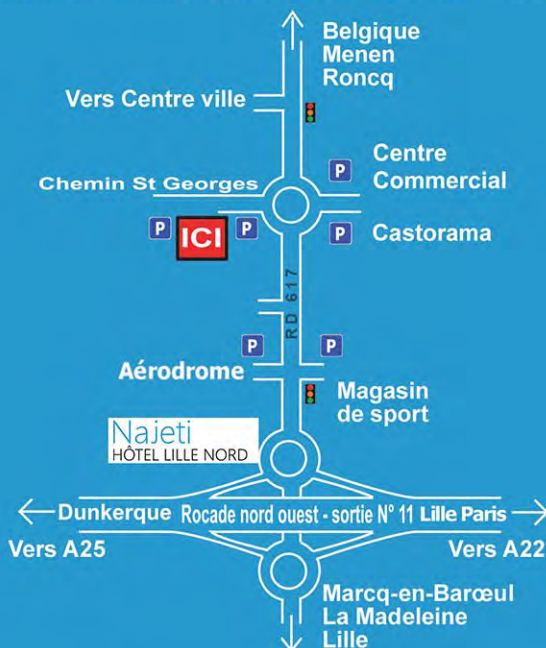 Belgique
Menen
Roncq
Vers Centre ville
P
Centre
Commercial
Chemin St Georges
P
ICI
P
P
Castorama
RD 617
P
P
Aérodrome
Magasin
de sport
Najeti
HÔTEL LILLE NORD
Dunkerque
Rocade nord ouest - sortie N° 11
Lille Paris
Vers A25
Vers A22
Marcq-en-Barœul
La Madeleine
Lille